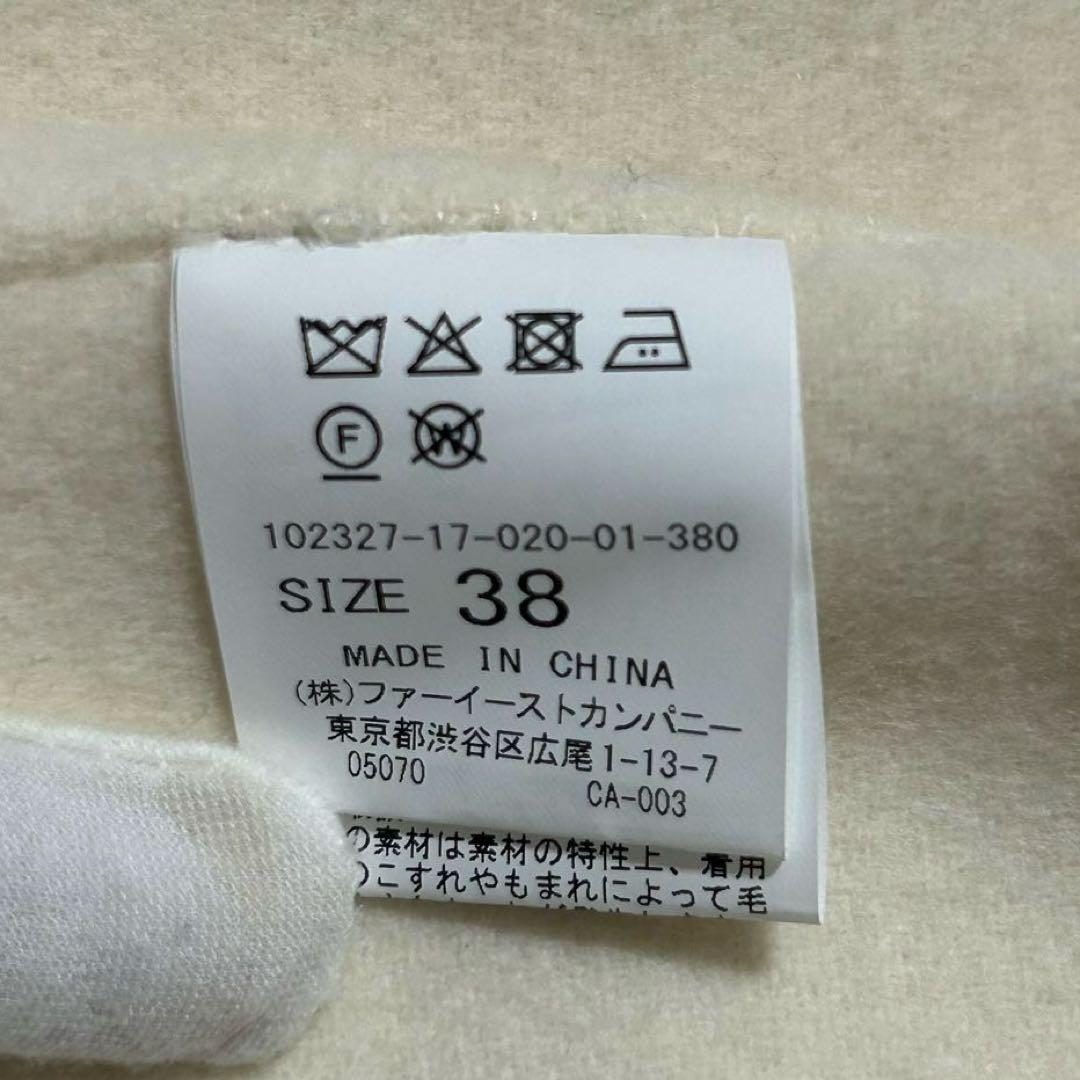 F W
102327-17-020-01-380
SIZE 38
MADE IN CHINA
(株)ファーイーストカンパニー
東京都渋谷区広尾1-13-7
05070 CA-003
の素材は素材の特性上、着用
のこすれやもまれによって毛